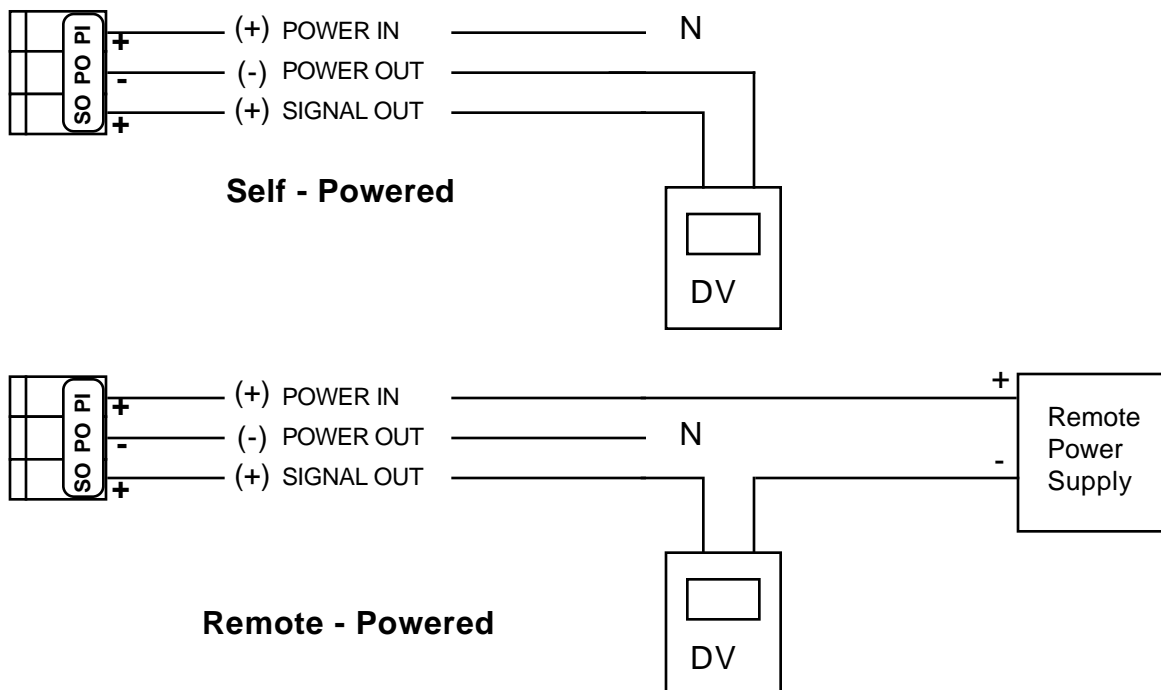 SO PO PI
+ (+) POWER IN N
- (-) POWER OUT
+ (+) SIGNAL OUT
Self - Powered
DV
SO PO PI
+ (+) POWER IN +
- (-) POWER OUT N
+ (+) SIGNAL OUT -
Remote
Power
Supply
DV
Remote - Powered